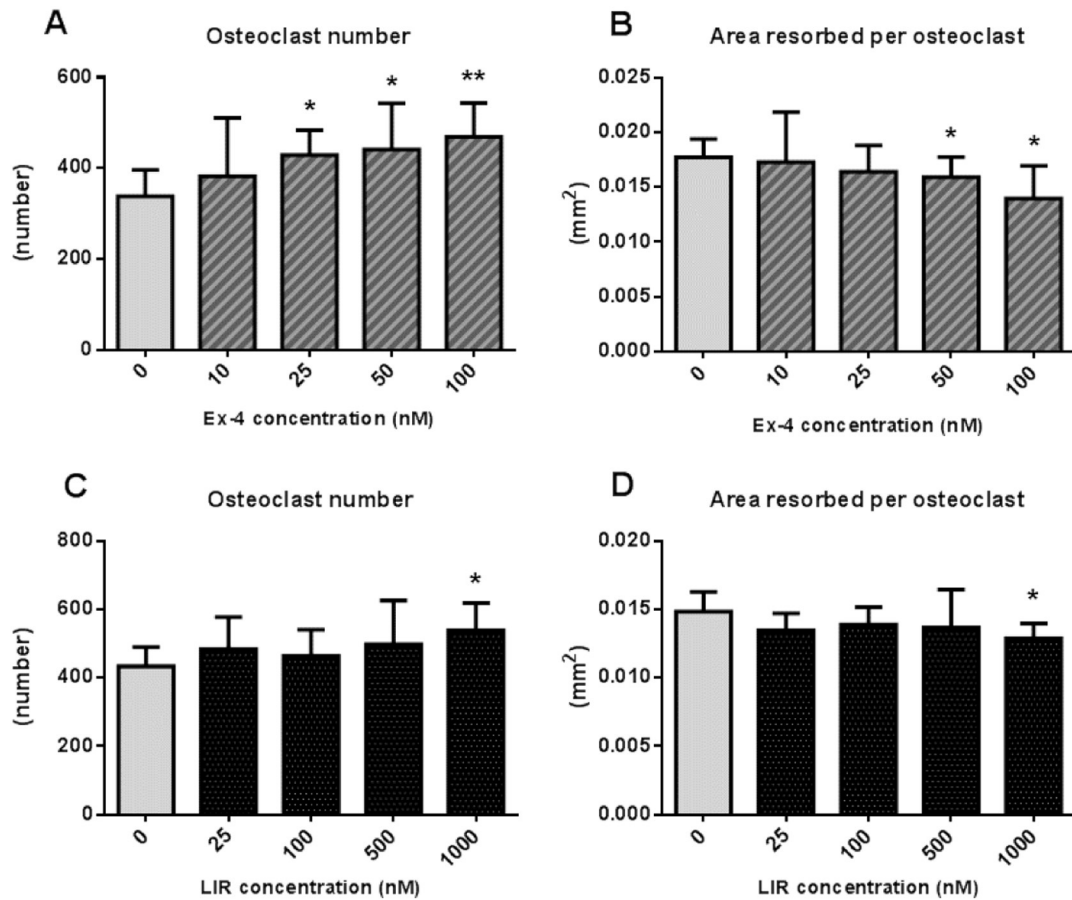 A
Osteoclast number
(number)
600
400
200
0
*
*
**
0
10
25
50
100
Ex-4 concentration (nM)
B
Area resorbed per osteoclast
(mm²)
0.025
0.020
0.015
0.010
0.005
0.000
*
*
0
10
25
50
100
Ex-4 concentration (nM)
C
Osteoclast number
(number)
800
600
400
200
0
*
0
25
100
500
1000
LIR concentration (nM)
D
Area resorbed per osteoclast
(mm²)
0.020
0.015
0.010
0.005
0.000
*
0
25
100
500
1000
LIR concentration (nM)